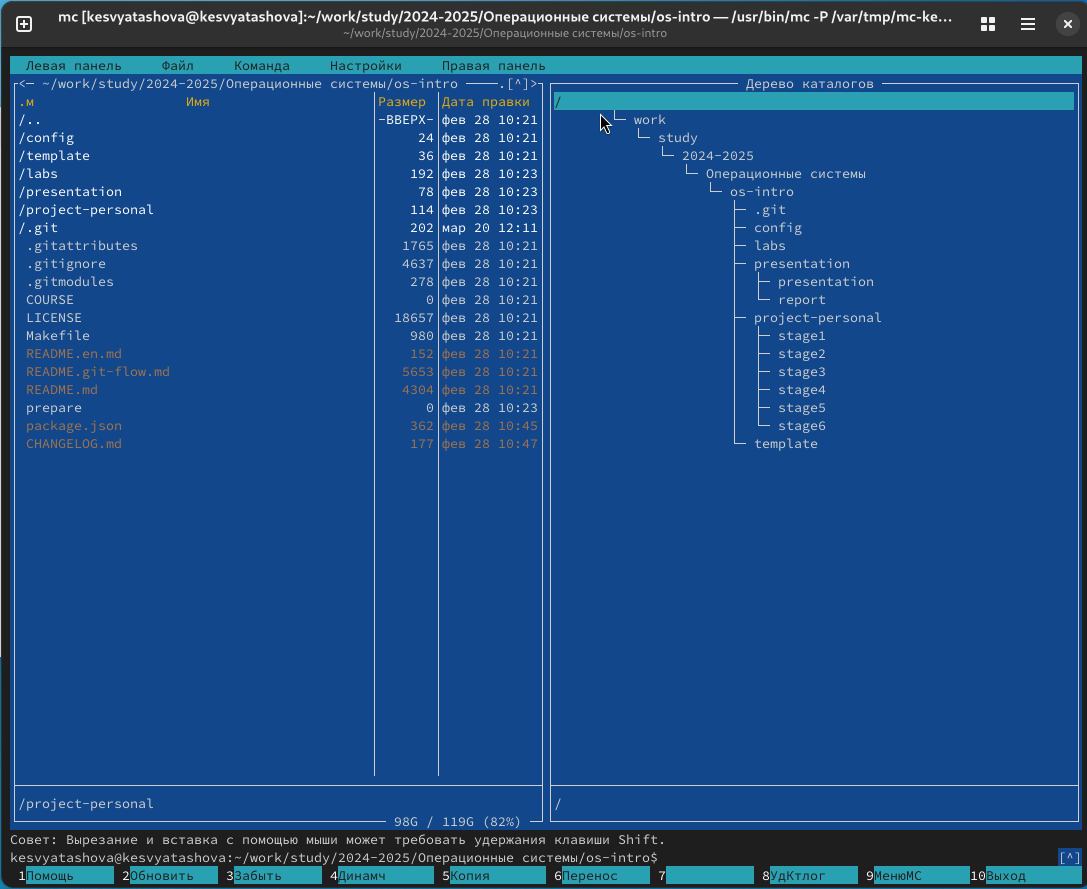 mc [kesvyatashova@kesvyatashova]:~/work/study/2024-2025/Операционные системы/os-intro — /usr/bin/mc -P /var/tmp/mc-ke…
~/work/study/2024-2025/Операционные системы/os-intro
Левая панель Файл Команда Настройки Правая панель
<— ~/work/study/2024-2025/Операционные системы/os-intro .[^]>
.м Имя Размер Дата правки
/.. -ВВЕРХ- фев 28 10:21
/config 24 фев 28 10:21
/template 36 фев 28 10:21
/labs 192 фев 28 10:23
/presentation 78 фев 28 10:23
/project-personal 114 фев 28 10:23
/.git 202 мар 20 12:11
.gitattributes 1765 фев 28 10:21
.gitignore 4637 фев 28 10:21
.gitmodules 278 фев 28 10:21
COURSE 0 фев 28 10:21
LICENSE 18657 фев 28 10:21
Makefile 980 фев 28 10:21
README.en.md 152 фев 28 10:21
README.git-flow.md 5653 фев 28 10:21
README.md 4304 фев 28 10:21
prepare 0 фев 28 10:23
package.json 362 фев 28 10:45
CHANGELOG.md 177 фев 28 10:47
/project-personal
98G / 119G (82%)
Дерево каталогов
/
work
study
2024-2025
Операционные системы
os-intro
.git
config
labs
presentation
presentation
report
project-personal
stage1
stage2
stage3
stage4
stage5
stage6
template
/
Совет: Вырезание и вставка с помощью мыши может требовать удержания клавиши Shift.
kesvyatashova@kesvyatashova:~/work/study/2024-2025/Операционные системы/os-intro$ [^]
1Помощь 2Обновить 3Забыть 4Динамч 5Копия 6Перенос 7 8УдКтлог 9МенюМС 10Выход